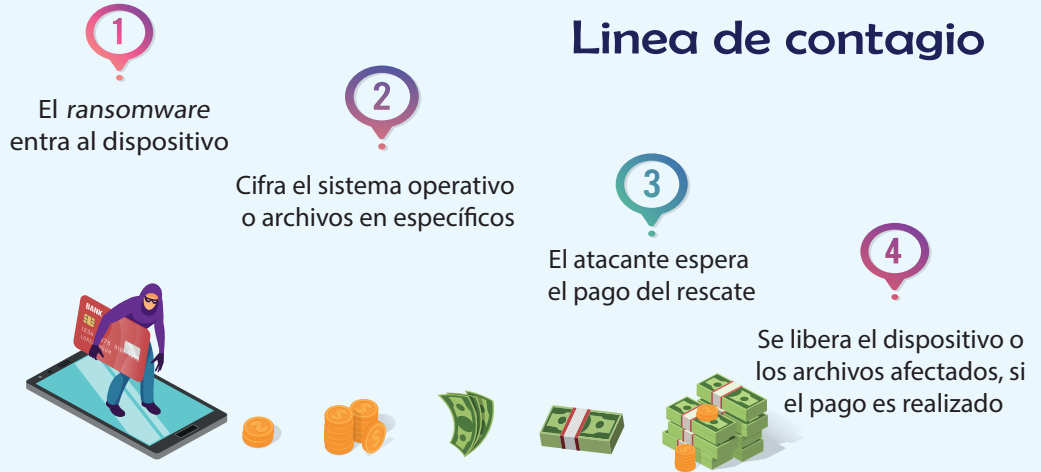 Linea de contagio
1
El ransomware
entra al dispositivo
2
Cifra el sistema operativo
o archivos en específicos
3
El atacante espera
el pago del rescate
4
Se libera el dispositivo o
los archivos afectados, si
el pago es realizado
BANK